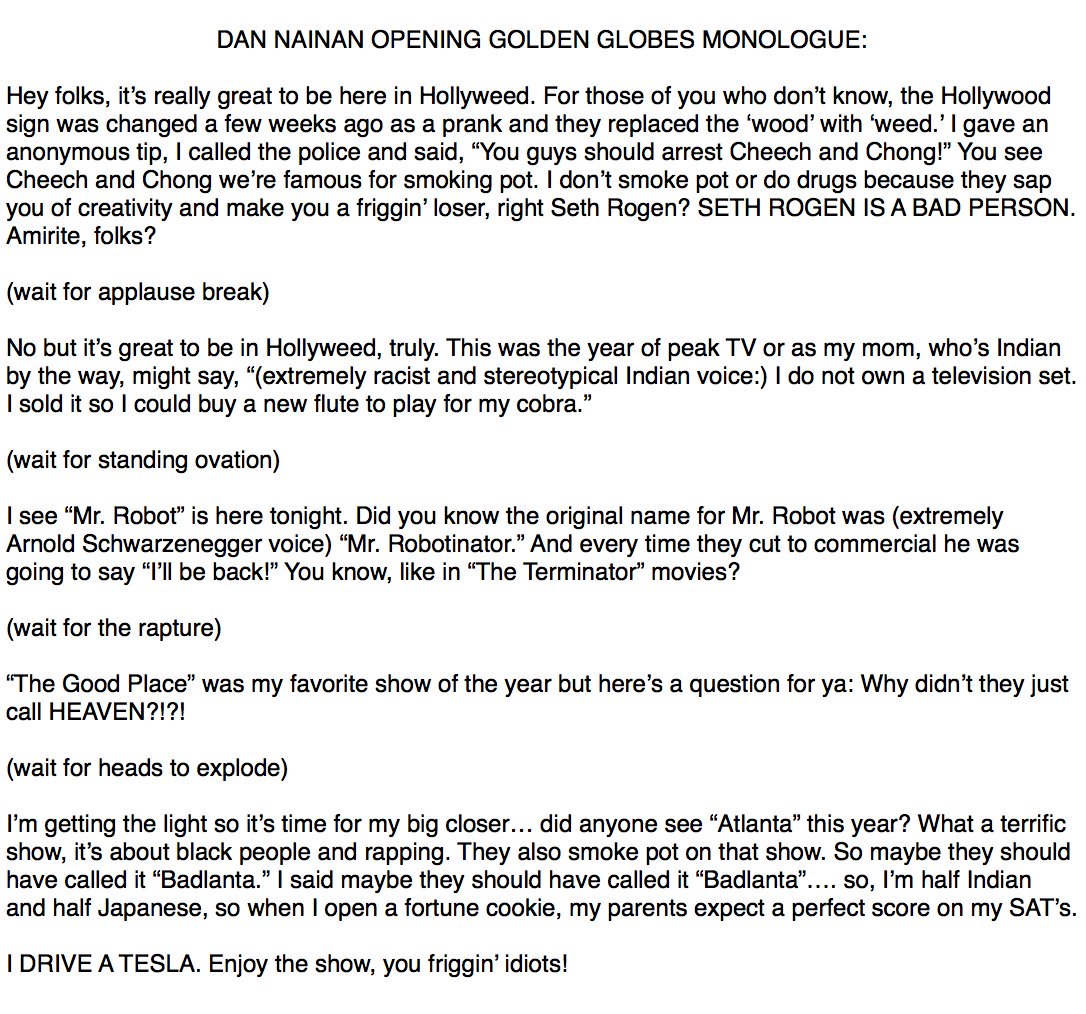 DAN NAINAN OPENING GOLDEN GLOBES MONOLOGUE:
Hey folks, it’s really great to be here in Hollyweed. For those of you who don’t know, the Hollywood
sign was changed a few weeks ago as a prank and they replaced the ‘wood’ with ‘weed.’ I gave an
anonymous tip, I called the police and said, “You guys should arrest Cheech and Chong!” You see
Cheech and Chong we’re famous for smoking pot. I don’t smoke pot or do drugs because they sap
you of creativity and make you a friggin’ loser, right Seth Rogen? SETH ROGEN IS A BAD PERSON.
Amirite, folks?
(wait for applause break)
No but it’s great to be in Hollyweed, truly. This was the year of peak TV or as my mom, who’s Indian
by the way, might say, “(extremely racist and stereotypical Indian voice:) I do not own a television set.
I sold it so I could buy a new flute to play for my cobra.”
(wait for standing ovation)
I see “Mr. Robot” is here tonight. Did you know the original name for Mr. Robot was (extremely
Arnold Schwarzenegger voice) “Mr. Robotinator.” And every time they cut to commercial he was
going to say “I’ll be back!” You know, like in “The Terminator” movies?
(wait for the rapture)
“The Good Place” was my favorite show of the year but here’s a question for ya: Why didn’t they just
call HEAVEN?!?!
(wait for heads to explode)
I’m getting the light so it’s time for my big closer… did anyone see “Atlanta” this year? What a terrific
show, it’s about black people and rapping. They also smoke pot on that show. So maybe they should
have called it “Badlanta.” I said maybe they should have called it “Badlanta”…. so, I’m half Indian
and half Japanese, so when I open a fortune cookie, my parents expect a perfect score on my SAT’s.
I DRIVE A TESLA. Enjoy the show, you friggin’ idiots!